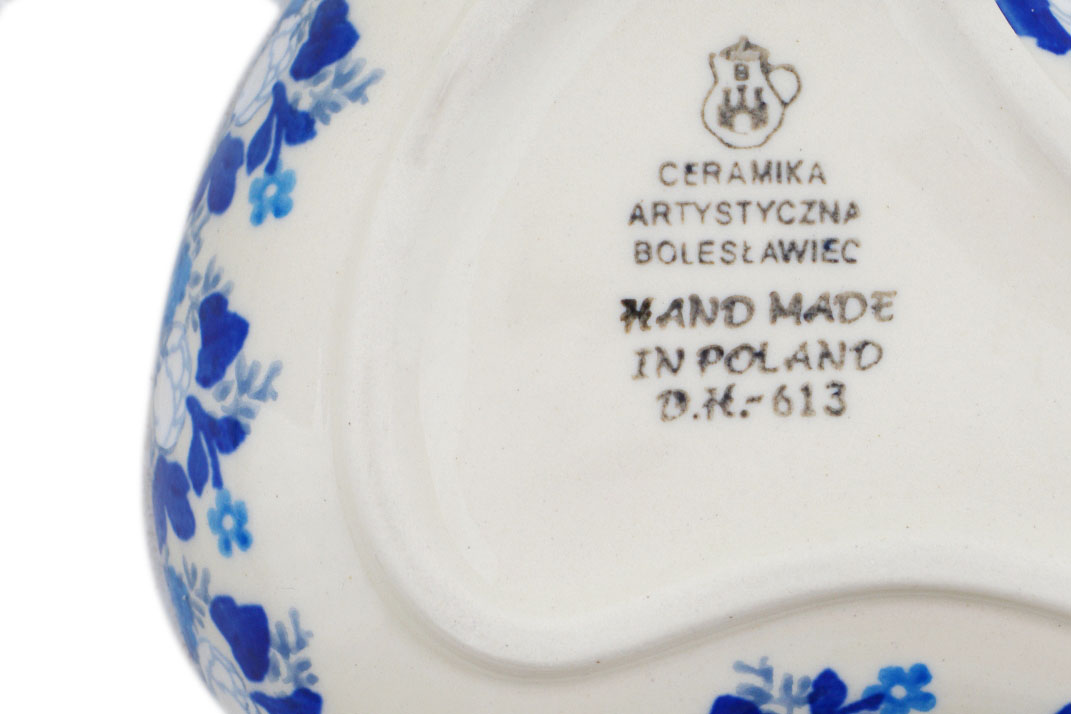 B
CERAMIKA
ARTYSTYCZNA
BOLESŁAWIEC
HAND MADE
IN POLAND
D.H.-613